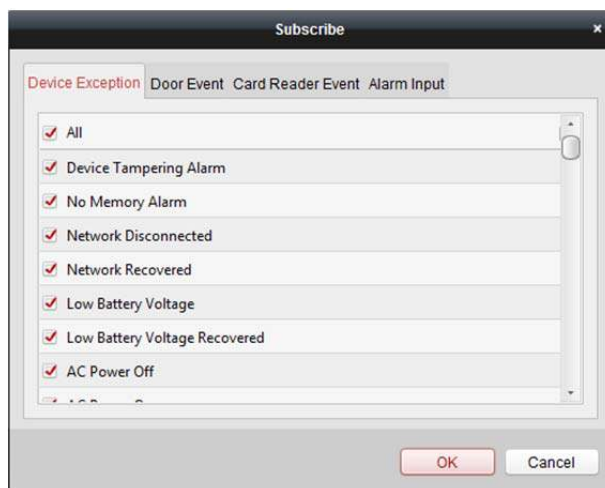 Subscribe
Device Exception Door Event Card Reader Event Alarm Input
All
Device Tampering Alarm
No Memory Alarm
Network Disconnected
Network Recovered
Low Battery Voltage
Low Battery Voltage Recovered
AC Power Off
OK Cancel